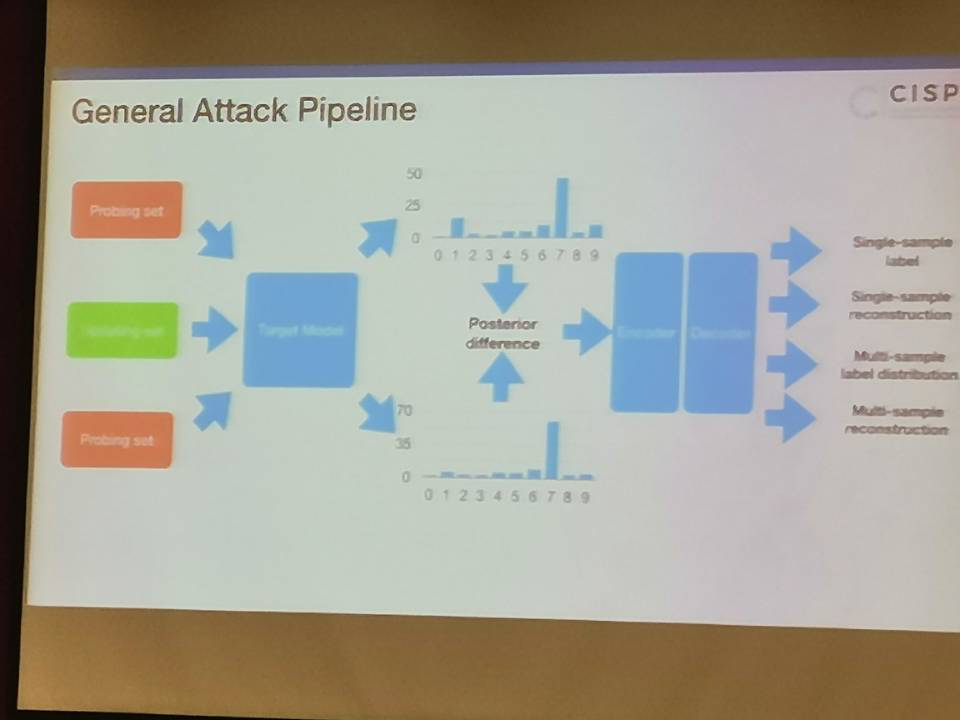 General Attack Pipeline
CISP
Probing set
Updating set
Probing set
Target Model
50
25
0
0 1 2 3 4 5 6 7 8 9
Posterior
difference
70
35
0
0 1 2 3 4 5 6 7 8 9
Encoder
Decoder
Single-sample
label
Single-sample
reconstruction
Multi-sample
label distribution
Multi-sample
reconstruction